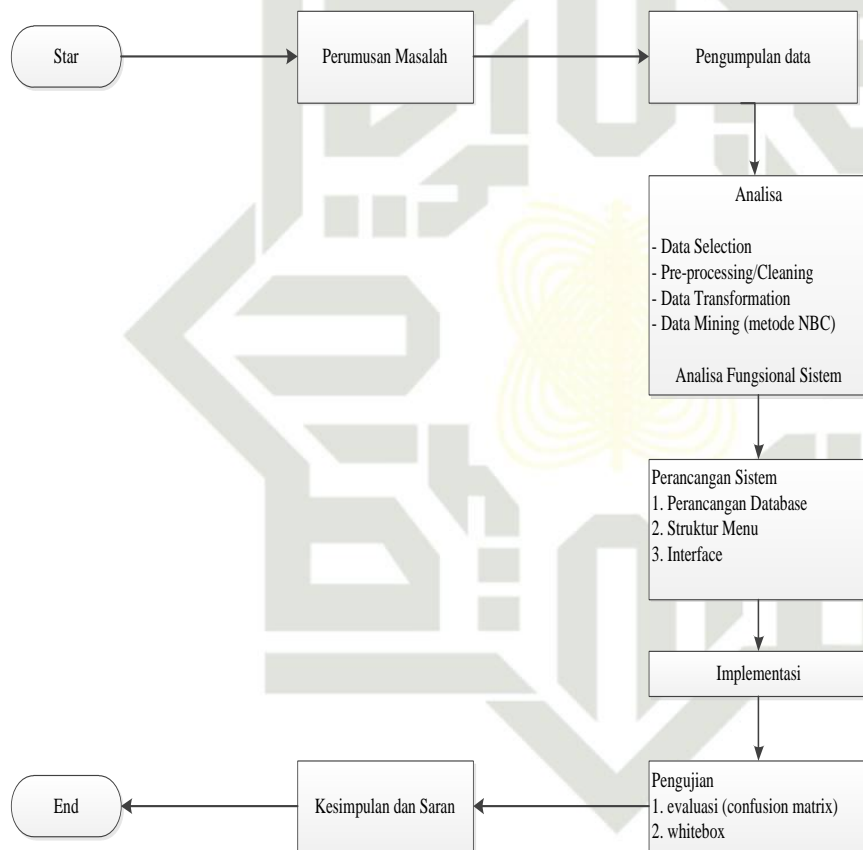 Star
Perumusan Masalah
Pengumpulan data
Analisa
- Data Selection
- Pre-processing/Cleaning
- Data Transformation
- Data Mining (metode NBC)
Analisa Fungsional Sistem
Perancangan Sistem
1. Perancangan Database
2. Struktur Menu
3. Interface
Implementasi
Pengujian
1. evaluasi (confusion matrix)
2. whitebox
Kesimpulan dan Saran
End